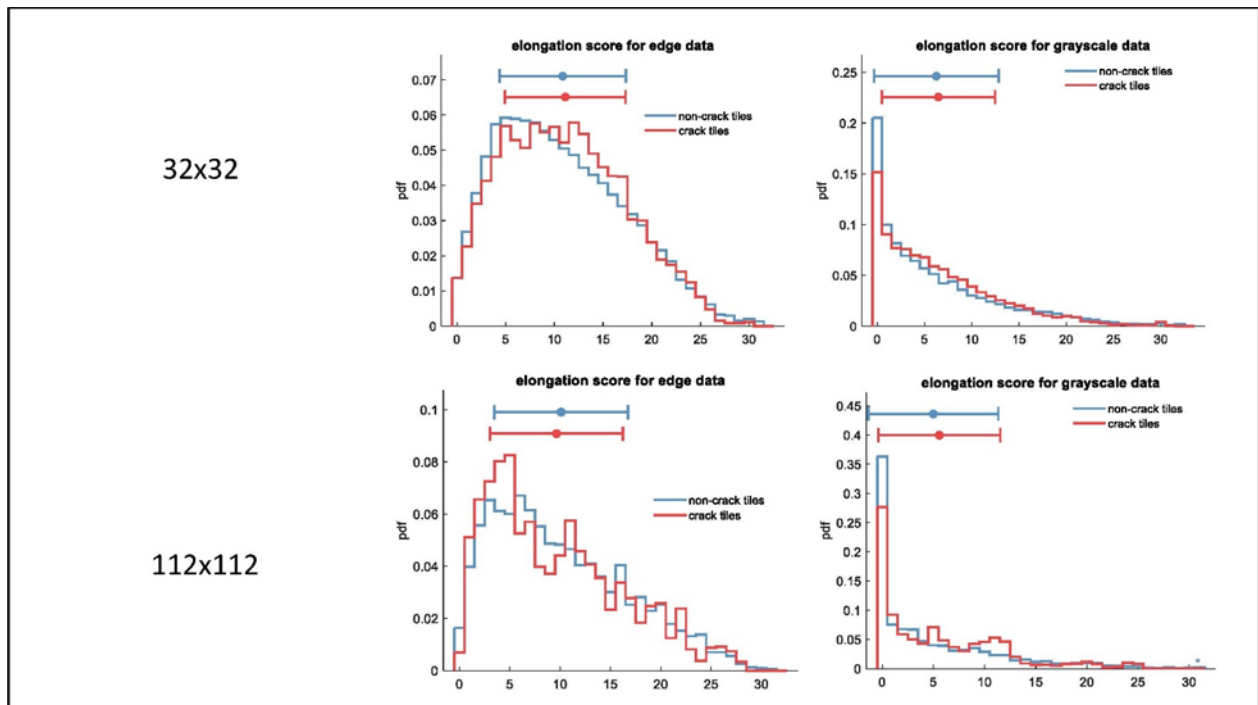 32x32
elongation score for edge data
0.07
0.06
0.05
0.04
0.03
0.02
0.01
0
pdf
non-crack tiles
crack tiles
0 5 10 15 20 25 30
elongation score for grayscale data
0.25
0.2
0.15
0.1
0.05
0
pdf
non-crack tiles
crack tiles
0 5 10 15 20 25 30
112x112
elongation score for edge data
0.1
0.08
0.06
0.04
0.02
0
pdf
non-crack tiles
crack tiles
0 5 10 15 20 25 30
elongation score for grayscale data
0.45
0.4
0.35
0.3
0.25
0.2
0.15
0.1
0.05
0
pdf
non-crack tiles
crack tiles
*
0 5 10 15 20 25 30